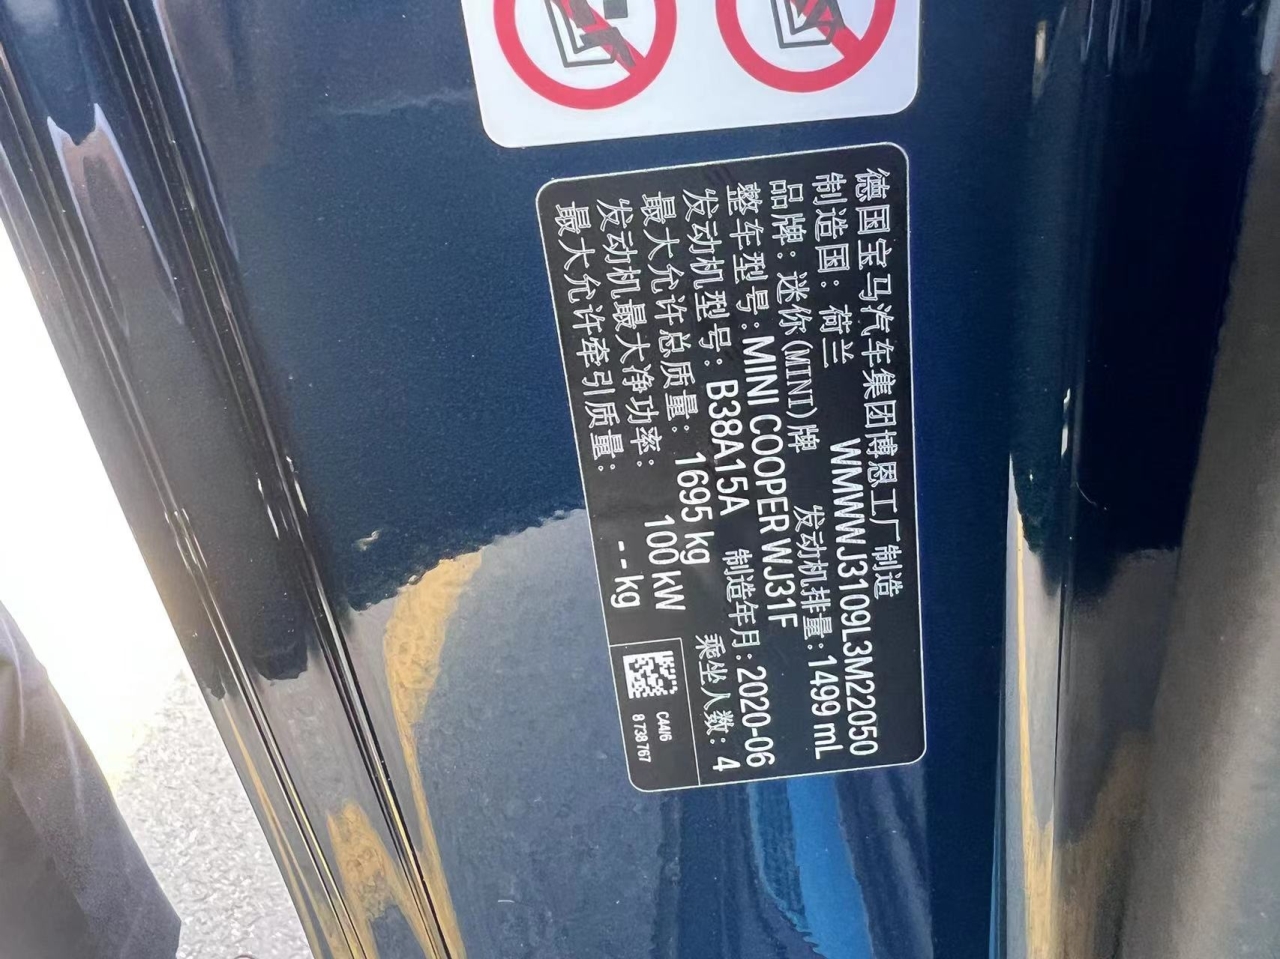 德国宝马汽车集团博恩工厂制造
制造国：荷兰 WMWWJ3109L3M22050
品牌：迷你(MINI)牌 发动机排量：1499 mL
整车型号：MINI COOPER WJ31F
发动机型号：B38A15A 制造年月：2020-06
最大允许总质量：1695 kg 乘坐人数：4
发动机最大净功率：100 kW
最大允许牵引质量：-- kg
CA4/6
8 738 767